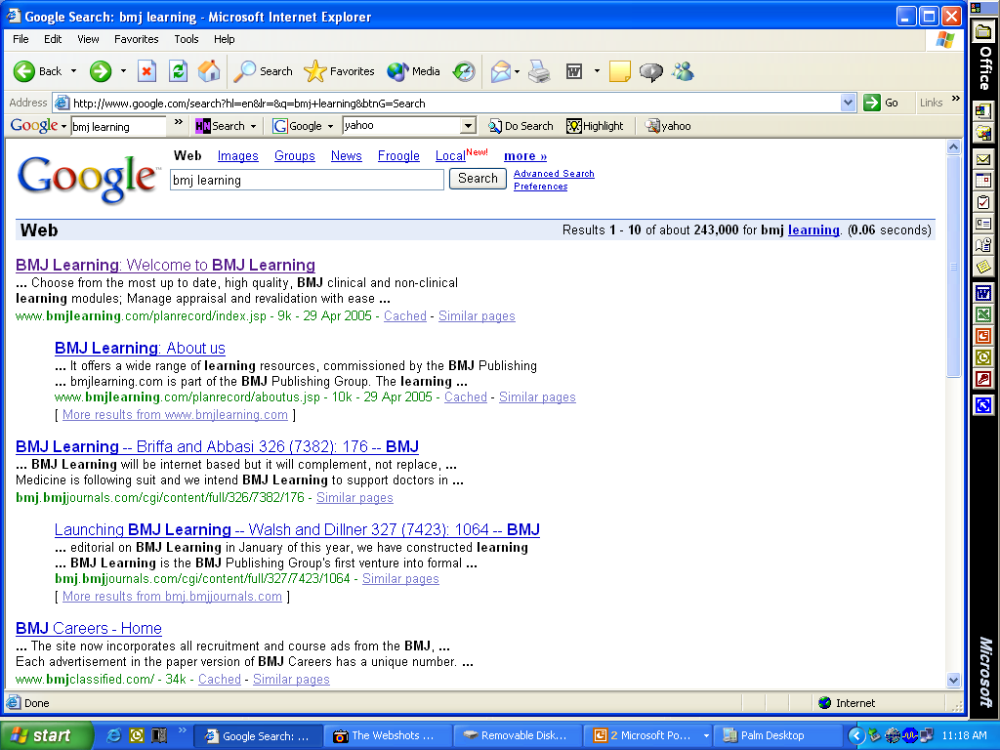 Google Search: bmj learning - Microsoft Internet Explorer
File Edit View Favorites Tools Help
Back Search Favorites Media
Address http://www.google.com/search?hl=en&lr=&q=bmj+learning&btnG=Search Go Links »
Google bmj learning » Search Google yahoo Do Search Highlight yahoo
Web Images Groups News Froogle Local New! more »
Google™ bmj learning Search Advanced Search
Preferences
Web Results 1 - 10 of about 243,000 for bmj learning. (0.06 seconds)
BMJ Learning: Welcome to BMJ Learning
... Choose from the most up to date, high quality, BMJ clinical and non-clinical
learning modules; Manage appraisal and revalidation with ease ...
www.bmjlearning.com/planrecord/index.jsp - 9k - 29 Apr 2005 - Cached - Similar pages
BMJ Learning: About us
... It offers a wide range of learning resources, commissioned by the BMJ Publishing
... bmjlearning.com is part of the BMJ Publishing Group. The learning ...
www.bmjlearning.com/planrecord/aboutus.jsp - 10k - 29 Apr 2005 - Cached - Similar pages
[ More results from www.bmjlearning.com ]
BMJ Learning -- Briffa and Abbasi 326 (7382): 176 -- BMJ
... BMJ Learning will be internet based but it will complement, not replace, ...
Medicine is following suit and we intend BMJ Learning to support doctors in ...
bmj.bmjjournals.com/cgi/content/full/326/7382/176 - Similar pages
Launching BMJ Learning -- Walsh and Dillner 327 (7423): 1064 -- BMJ
... editorial on BMJ Learning in January of this year, we have constructed learning
... BMJ Learning is the BMJ Publishing Group's first venture into formal ...
bmj.bmjjournals.com/cgi/content/full/327/7423/1064 - Similar pages
[ More results from bmj.bmjjournals.com ]
BMJ Careers - Home
... The site now incorporates all recruitment and course ads from the BMJ, ...
Each advertisement in the paper version of BMJ Careers has a unique number. ...
www.bmjclassified.com/ - 34k - Cached - Similar pages
Done Internet
start » Google Search: ... The Webshots ... Removable Disk... 2 Microsoft Po... Palm Desktop 11:18 AM
Office
Microsoft